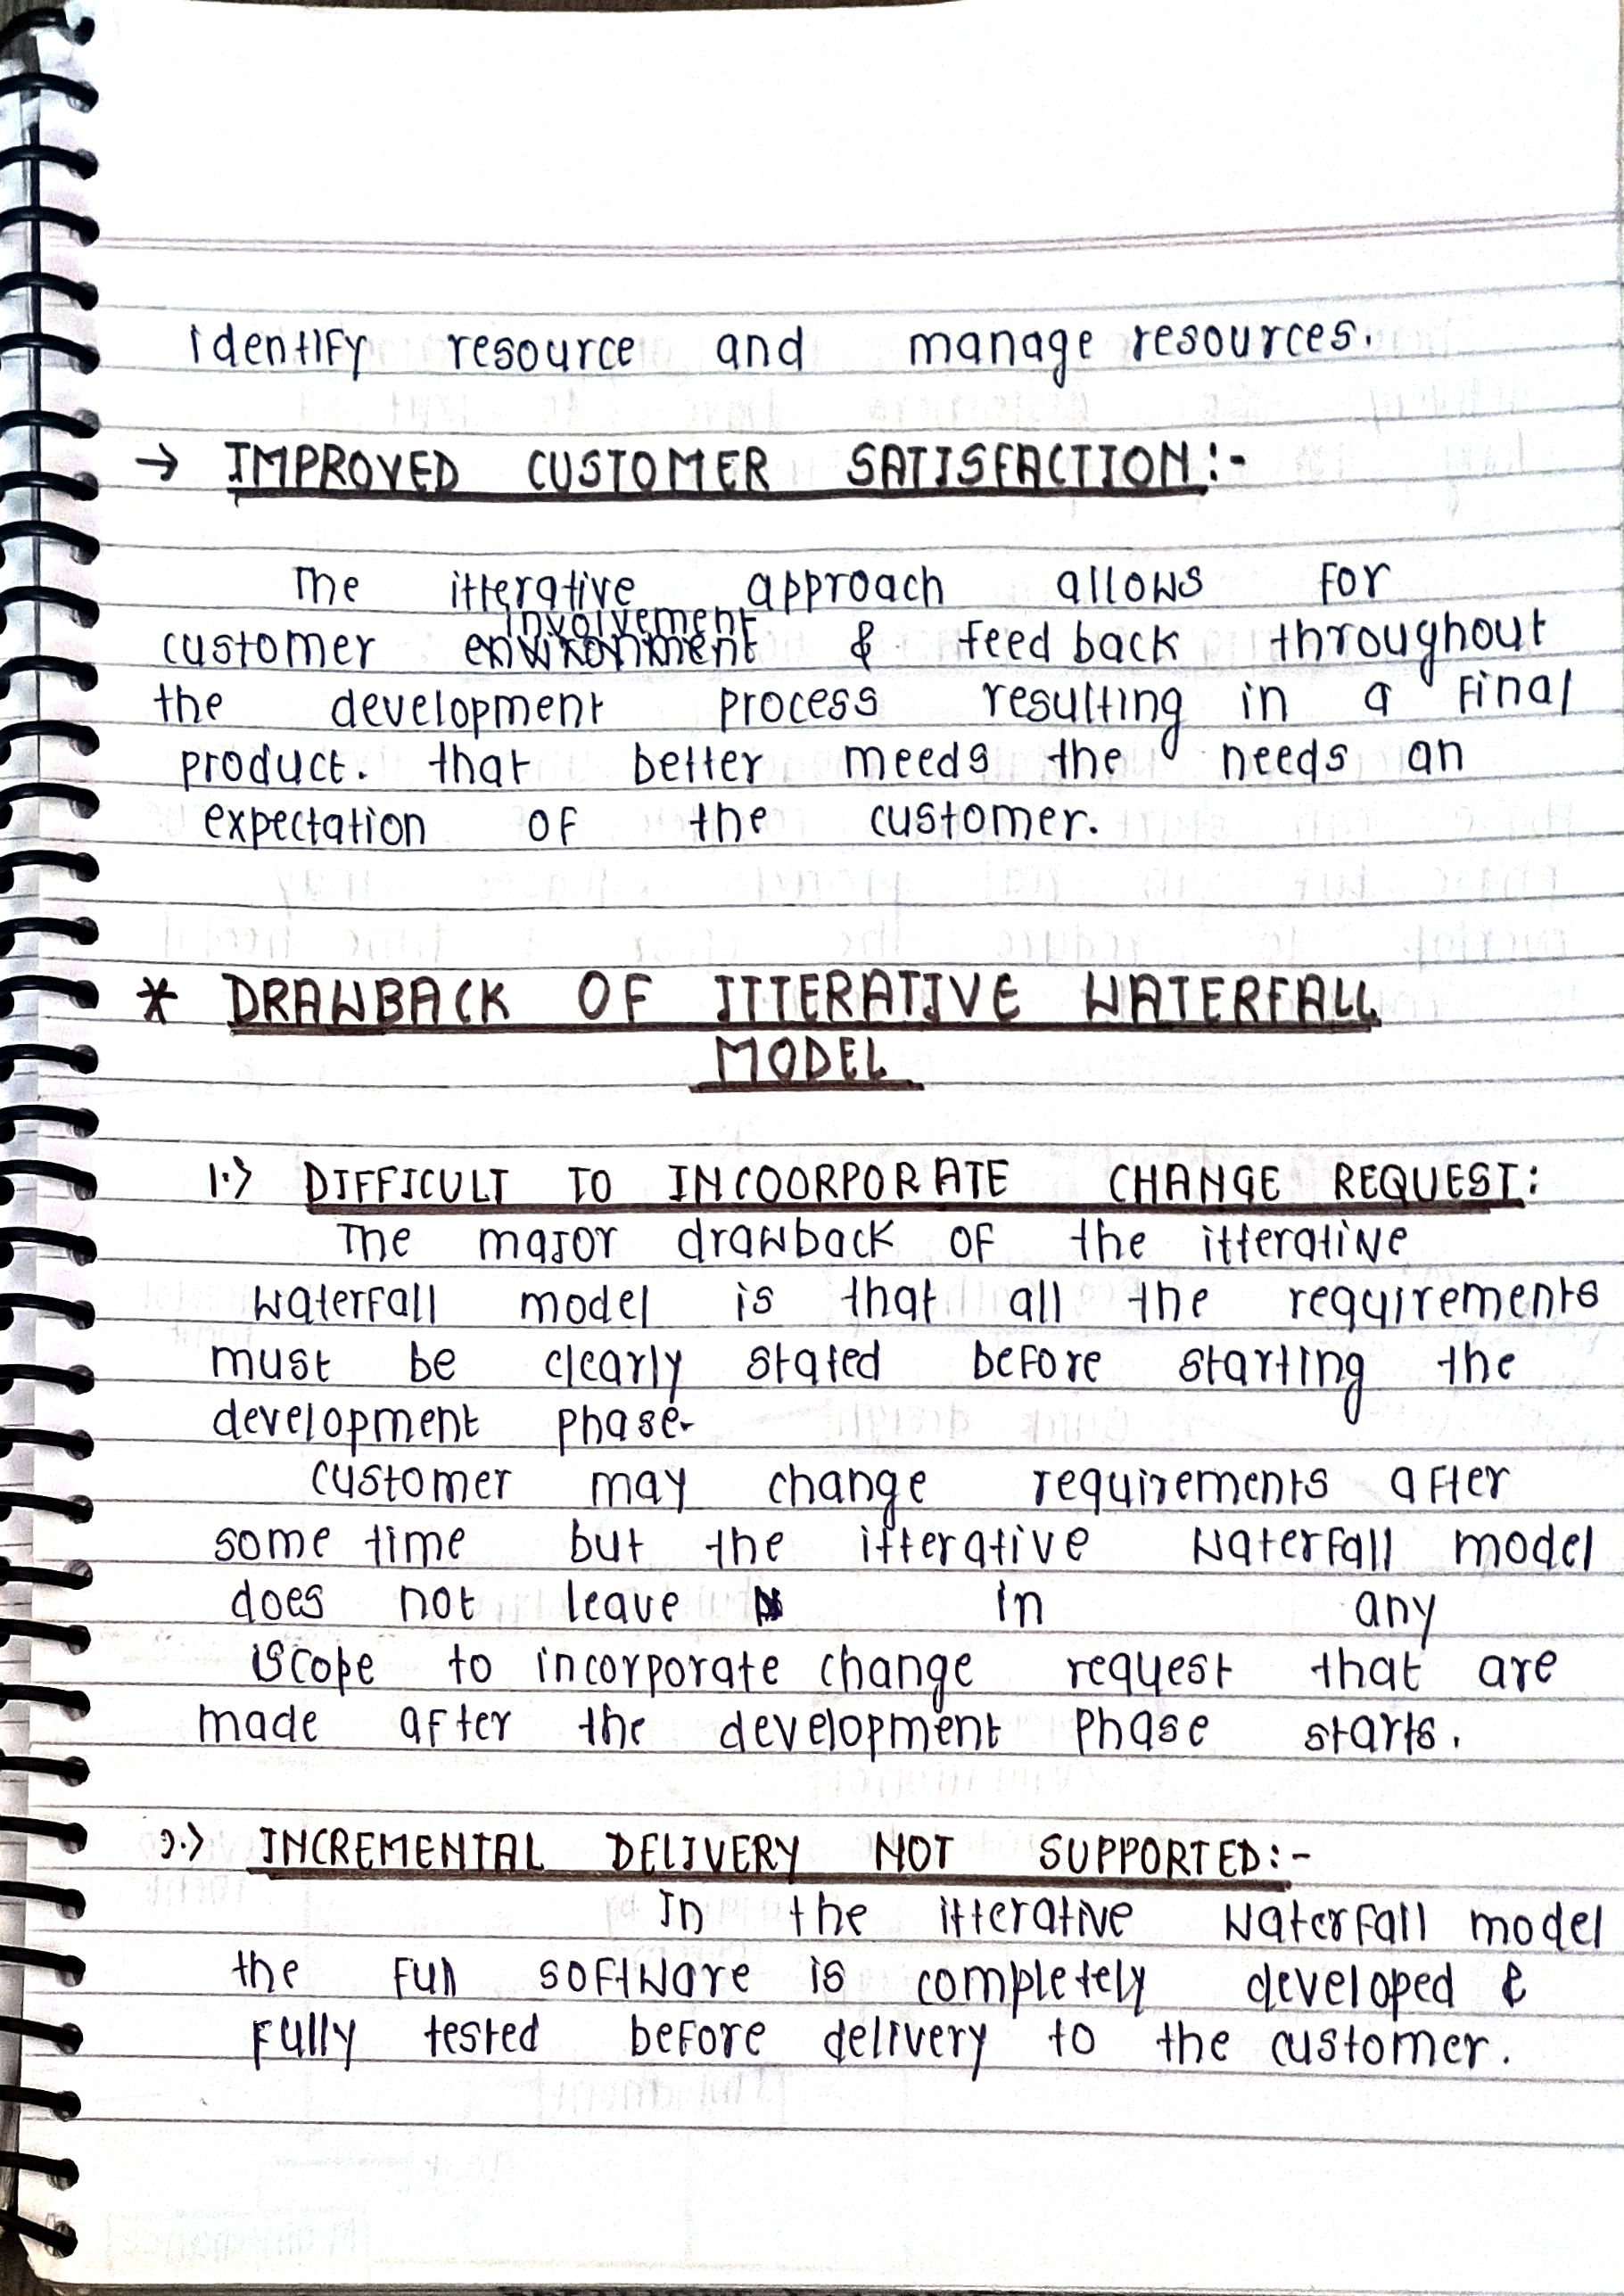 identify resource and manage resources.
→ IMPROVED CUSTOMER SATISFACTION:-
The itterative approach allows for
involvement
customer environment & feed back throughout
the development process resulting in a final
product. that better meeds the needs an
expectation of the customer.
* DRAWBACK OF ITTERATIVE WATERFALL
MODEL
1.> DIFFICULT TO INCOORPORATE CHANGE REQUEST:
The major drawback of the itterative
waterfall model is that all the requirements
must be clearly stated before starting the
development phase.
customer may change requirements after
some time but the itterative waterfall model
does not leave in any
scope to incorporate change request that are
made after the development phase starts.
2.> INCREMENTAL DELIVERY NOT SUPPORTED:-
In the itterative waterfall model
the full software is completely developed &
fully tested before delivery to the customer.